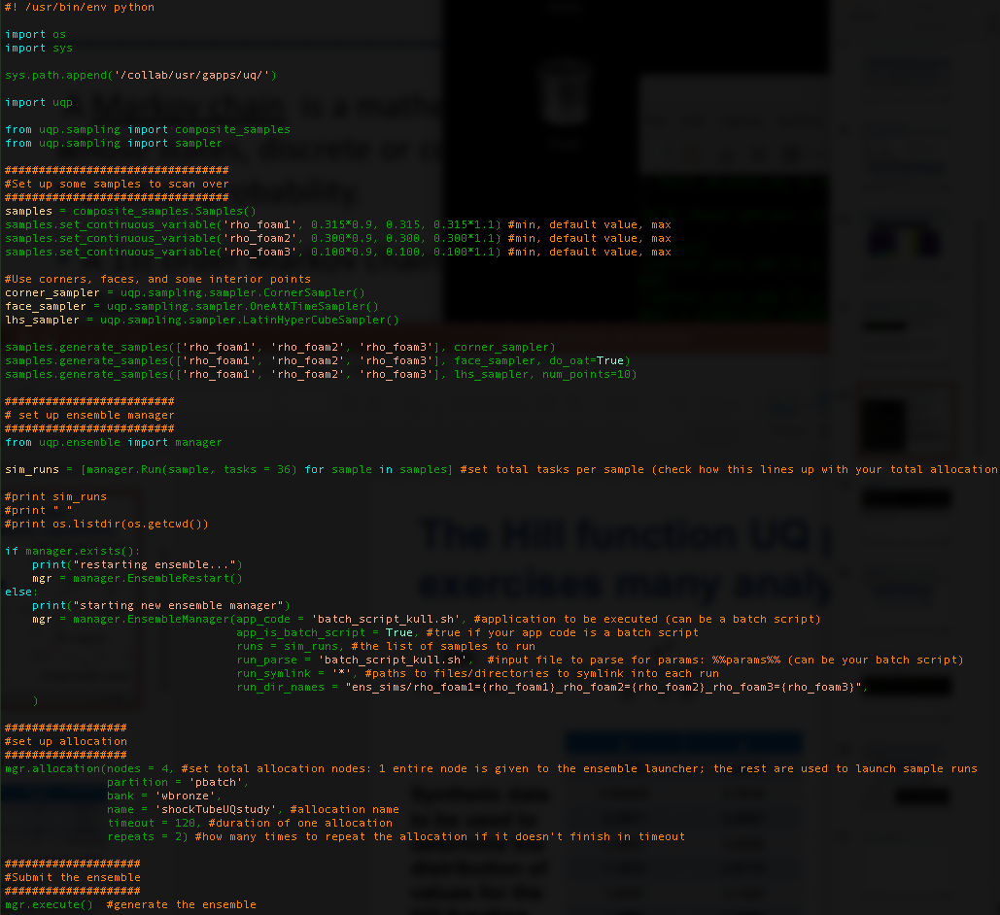 #! /usr/bin/env python

import os
import sys

sys.path.append('/collab/usr/gapps/uq/')

import uqp

from uqp.sampling import composite_samples
from uqp.sampling import sampler

#################################
#Set up some samples to scan over
#################################
samples = composite_samples.Samples()
samples.set_continuous_variable('rho_foam1', 0.315*0.9, 0.315, 0.315*1.1) #min, default value, max
samples.set_continuous_variable('rho_foam2', 0.300*0.9, 0.300, 0.300*1.1) #min, default value, max
samples.set_continuous_variable('rho_foam3', 0.100*0.9, 0.100, 0.100*1.1) #min, default value, max

#Use corners, faces, and some interior points
corner_sampler = uqp.sampling.sampler.CornerSampler()
face_sampler = uqp.sampling.sampler.OneAtATimeSampler()
lhs_sampler = uqp.sampling.sampler.LatinHyperCubeSampler()

samples.generate_samples(['rho_foam1', 'rho_foam2', 'rho_foam3'], corner_sampler)
samples.generate_samples(['rho_foam1', 'rho_foam2', 'rho_foam3'], face_sampler, do_oat=True)
samples.generate_samples(['rho_foam1', 'rho_foam2', 'rho_foam3'], lhs_sampler, num_points=10)

#########################
# set up ensemble manager
#########################
from uqp.ensemble import manager

sim_runs = [manager.Run(sample, tasks = 36) for sample in samples] #set total tasks per sample (check how this lines up with your total allocation

#print sim_runs
#print " "
#print os.listdir(os.getcwd())

if manager.exists():
    print("restarting ensemble...")
    mgr = manager.EnsembleRestart()
else:
    print("starting new ensemble manager")
    mgr = manager.EnsembleManager(app_code = 'batch_script_kull.sh', #application to be executed (can be a batch script)
                                  app_is_batch_script = True, #true if your app code is a batch script
                                  runs = sim_runs, #the list of samples to run
                                  run_parse = 'batch_script_kull.sh',  #input file to parse for params: %%params%% (can be your batch script)
                                  run_symlink = '*', #paths to files/directories to symlink into each run
                                  run_dir_names = "ens_sims/rho_foam1={rho_foam1}_rho_foam2={rho_foam2}_rho_foam3={rho_foam3}",
    )

##################
#set up allocation
##################
mgr.allocation(nodes = 4, #set total allocation nodes: 1 entire node is given to the ensemble launcher; the rest are used to launch sample runs
               partition = 'pbatch',
               bank = 'wbronze',
               name = 'shockTubeUQstudy', #allocation name
               timeout = 120, #duration of one allocation
               repeats = 2) #how many times to repeat the allocation if it doesn't finish in timeout

####################
#Submit the ensemble
####################
mgr.execute()  #generate the ensemble
The Hill function UQ
exercises many